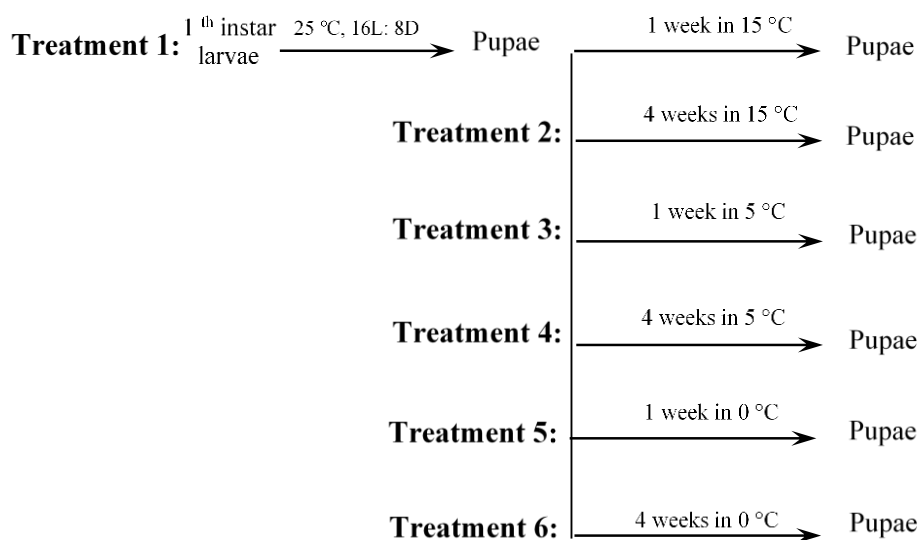 Treatment 1: 1 th instar larvae 25 °C, 16L: 8D Pupae 1 week in 15 °C Pupae
Treatment 2: 4 weeks in 15 °C Pupae
Treatment 3: 1 week in 5 °C Pupae
Treatment 4: 4 weeks in 5 °C Pupae
Treatment 5: 1 week in 0 °C Pupae
Treatment 6: 4 weeks in 0 °C Pupae